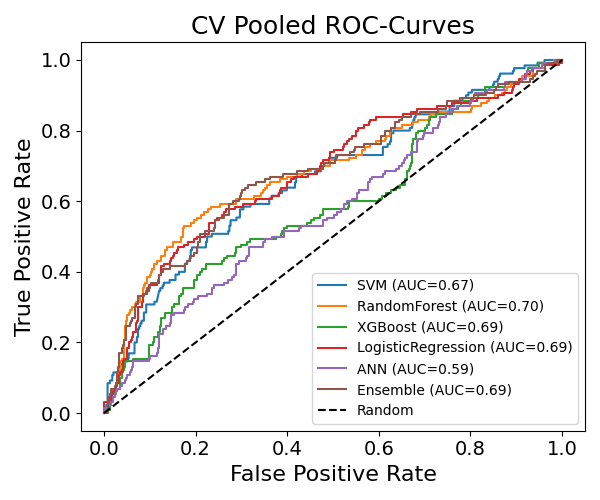 CV Pooled ROC-Curves
True Positive Rate
1.0
0.8
0.6
0.4
0.2
0.0
SVM (AUC=0.67)
RandomForest (AUC=0.70)
XGBoost (AUC=0.69)
LogisticRegression (AUC=0.69)
ANN (AUC=0.59)
Ensemble (AUC=0.69)
Random
0.0 0.2 0.4 0.6 0.8 1.0
False Positive Rate